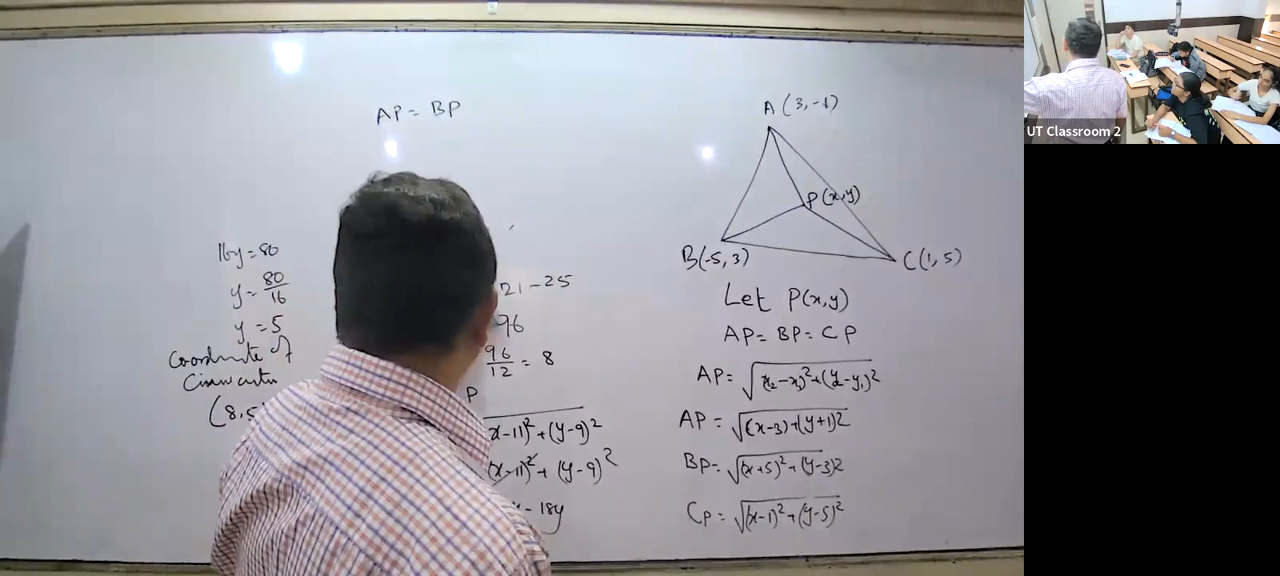 AP = BP
16y = 80
y = 80/16
y = 5
Coordinate of
(8,5
21 - 25
96
96/12 = 8
P
x-11)²+(y-9)²
(x-11)²+(y-9)²
- 18y
A(3,-1)
P(x,y)
B(-5,3)
C(1,5)
Let P(x,y)
AP = BP = CP
AP = √(x₂-x₁)²+(y₂-y₁)²
AP = √(x-3)+(y+1)2
BP = √(x+5)²+(y-3)2
CP = √(x-1)²+(y-5)²
UT Classroom 2